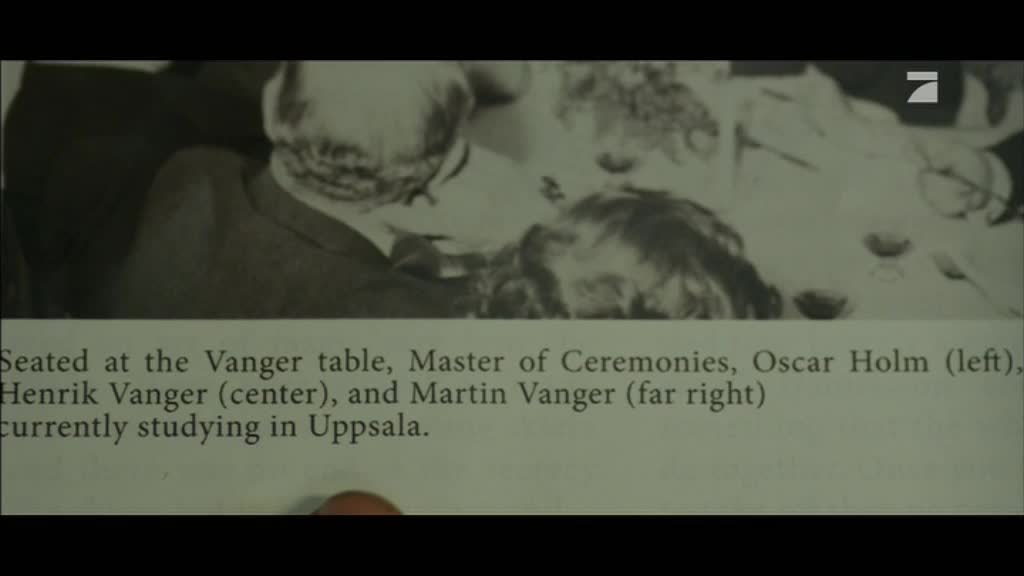 Seated at the Vanger table, Master of Ceremonies, Oscar Holm (left),
Henrik Vanger (center), and Martin Vanger (far right)
currently studying in Uppsala.